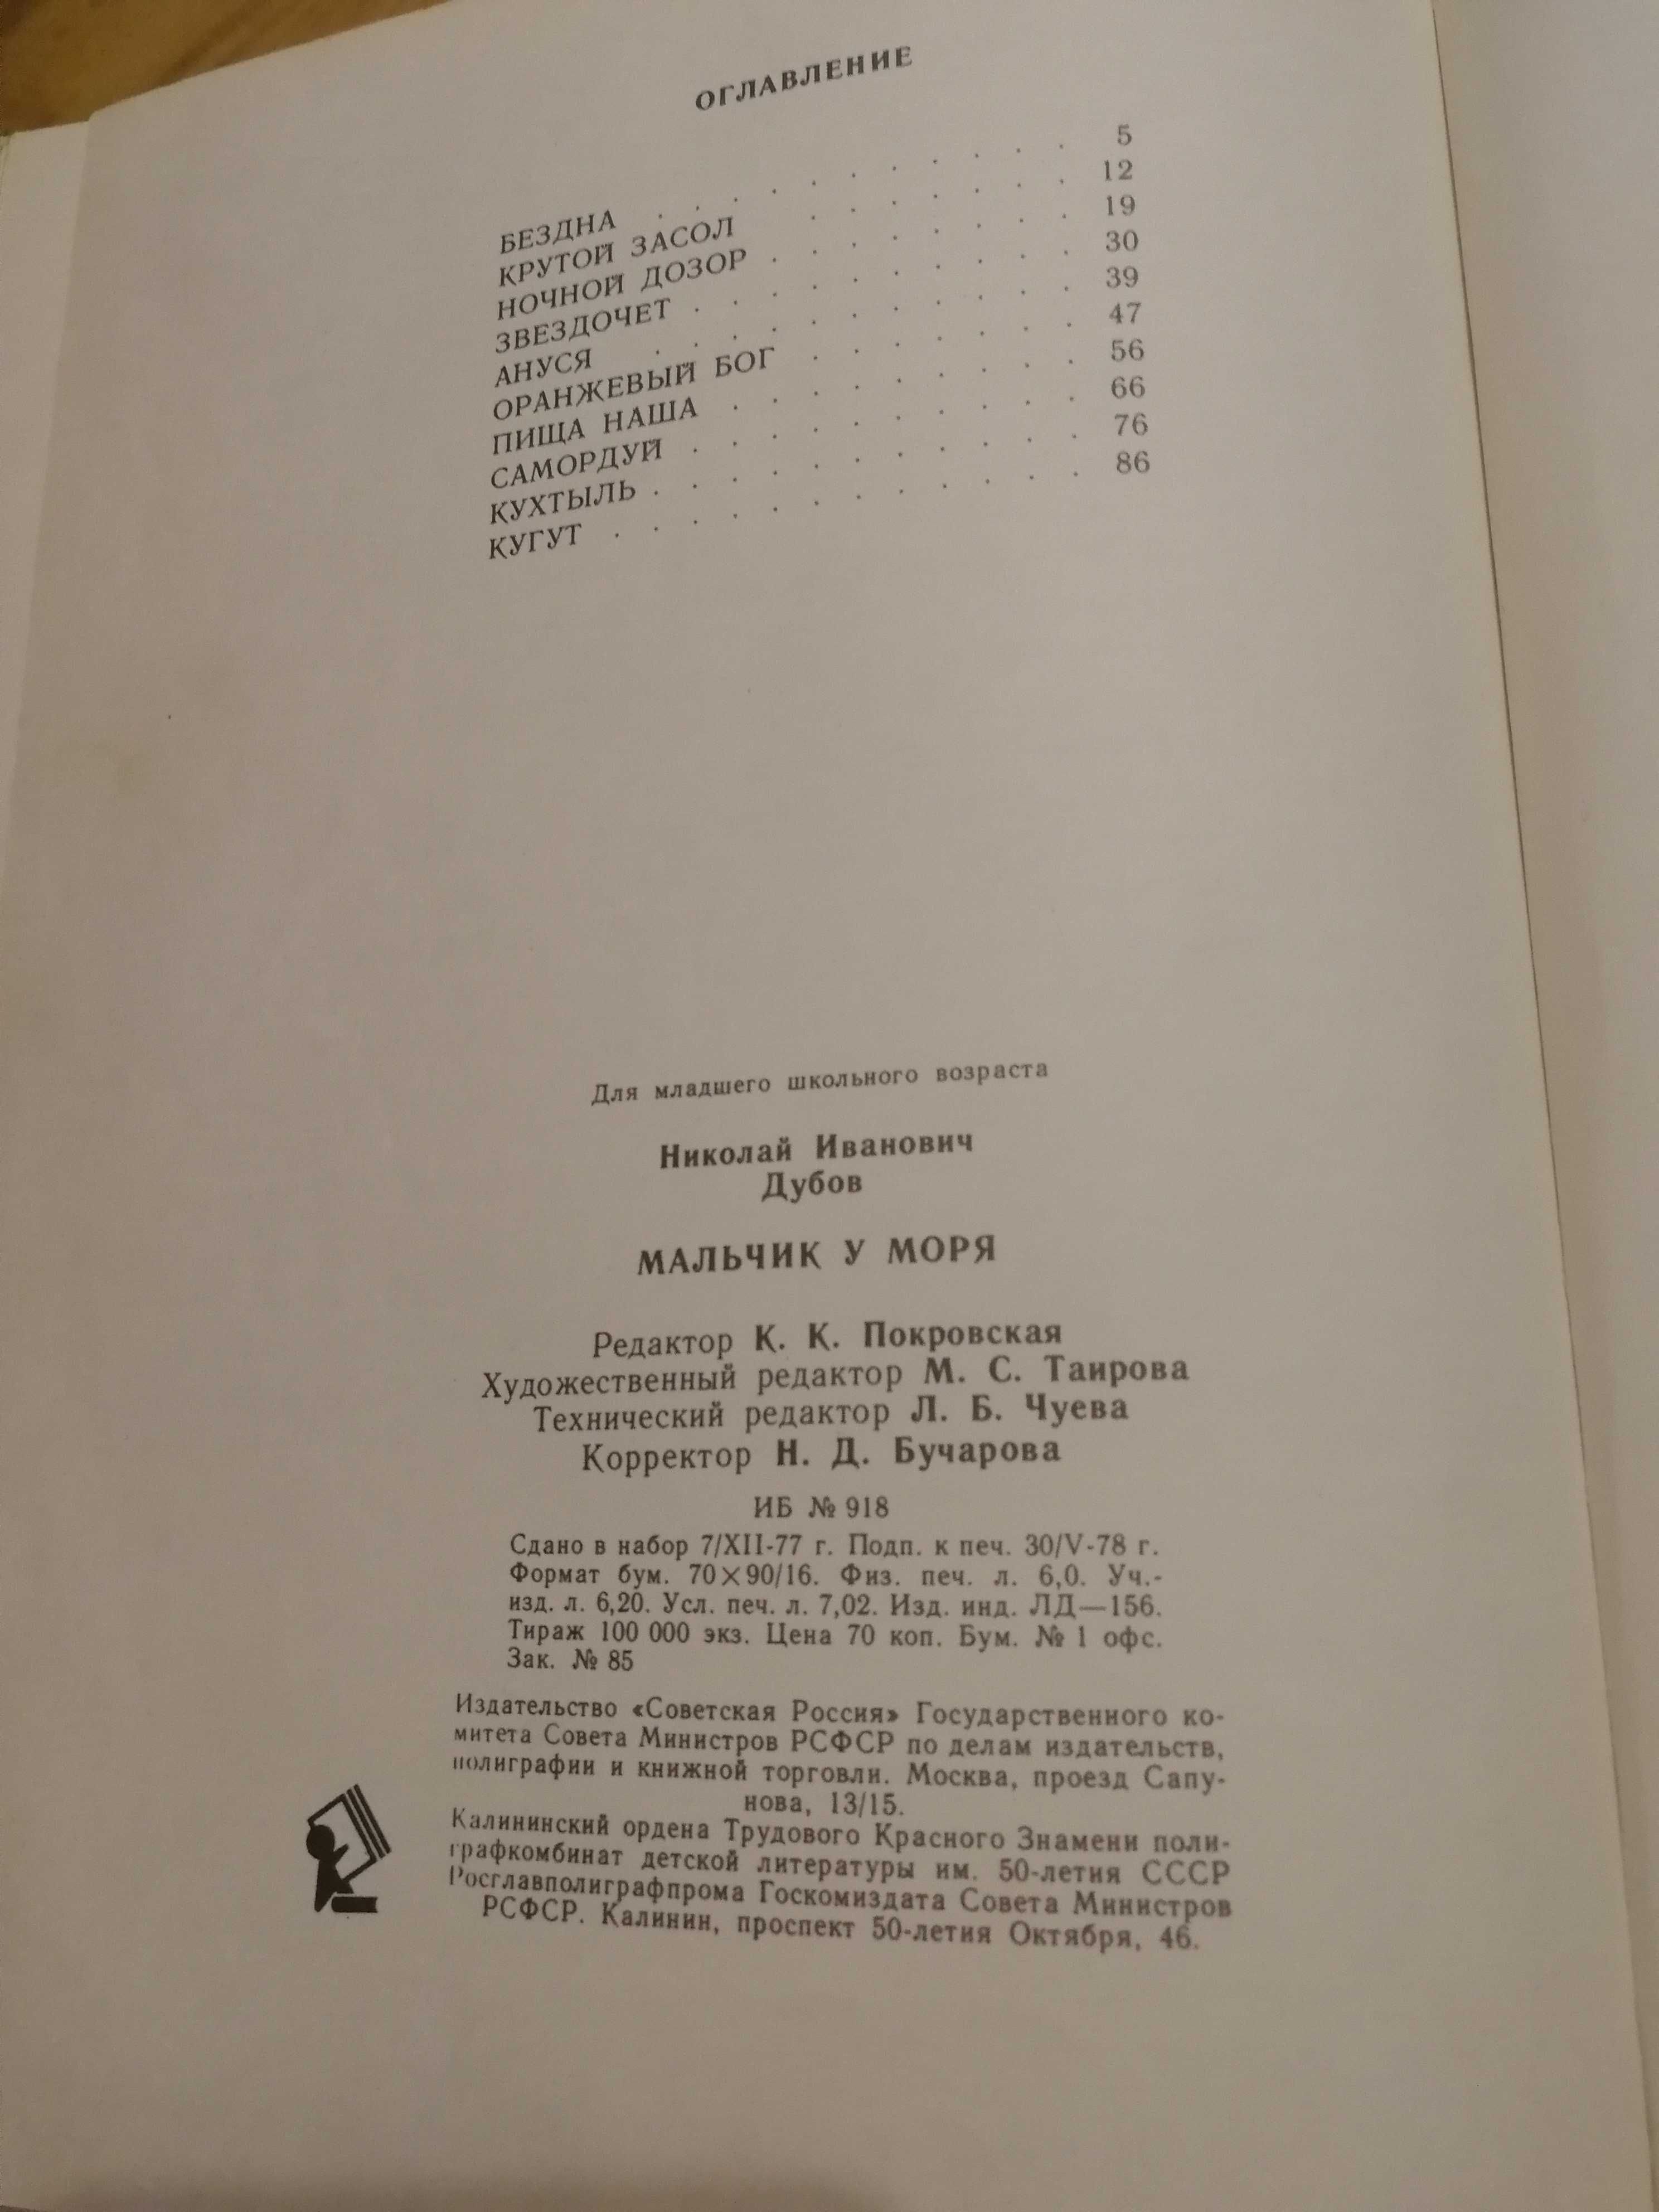 ОГЛАВЛЕНИЕ
БЕЗДНА . . . . . . . . . . . 5
КРУТОЙ ЗАСОЛ . . . . . . . 12
НОЧНОЙ ДОЗОР . . . . . . . . 19
ЗВЕЗДОЧЕТ . . . . . . . . . . 30
АНУСЯ . . . . . . . . . . . 39
ОРАНЖЕВЫЙ БОГ . . . . . . . 47
ПИЩА НАША . . . . . . . . . 56
САМОРДУЙ . . . . . . . . . . 66
КУХТЫЛЬ . . . . . . . . . . . 76
КУГУТ . . . . . . . . . . . . 86
Для младшего школьного возраста
Николай Иванович
Дубов
МАЛЬЧИК У МОРЯ
Редактор К. К. Покровская
Художественный редактор М. С. Таирова
Технический редактор Л. Б. Чуева
Корректор Н. Д. Бучарова
ИБ № 918
Сдано в набор 7/XII-77 г. Подп. к печ. 30/V-78 г.
Формат бум. 70×90/16. Физ. печ. л. 6,0. Уч.-
изд. л. 6,20. Усл. печ. л. 7,02. Изд. инд. ЛД—156.
Тираж 100 000 экз. Цена 70 коп. Бум. № 1 офс.
Зак. № 85
Издательство «Советская Россия» Государственного ко-
митета Совета Министров РСФСР по делам издательств,
полиграфии и книжной торговли. Москва, проезд Сапу-
нова, 13/15.
Калининский ордена Трудового Красного Знамени поли-
графкомбинат детской литературы им. 50-летия СССР
Росглавполиграфпрома Госкомиздата Совета Министров
РСФСР. Калинин, проспект 50-летия Октября, 46.